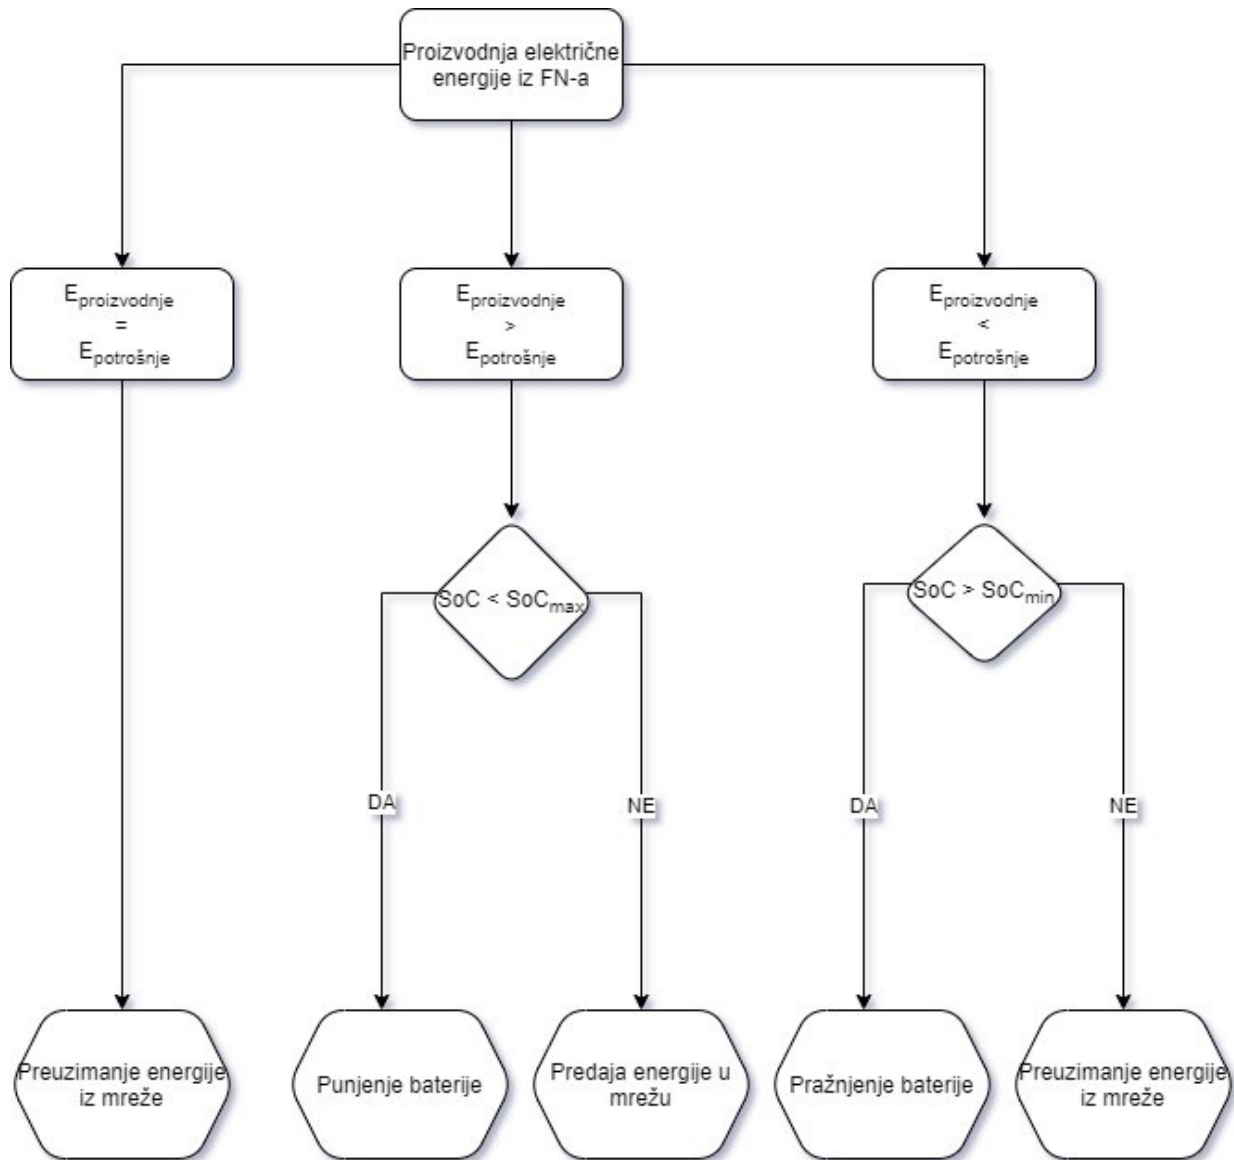 Proizvodnja električne
energije iz FN-a
Eproizvodnje
=
Epotrošnje
Eproizvodnje
>
Epotrošnje
Eproizvodnje
<
Epotrošnje
SoC < SoCmax
SoC > SoCmin
DA
NE
DA
NE
Preuzimanje energije
iz mreže
Punjenje baterije
Predaja energije u
mrežu
Pražnjenje baterije
Preuzimanje energije
iz mreže